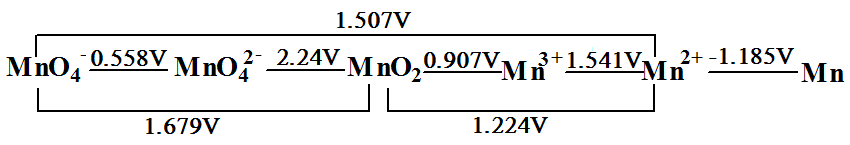 1.507V
MnO₄⁻ 0.558V MnO₄²⁻ 2.24V MnO₂ 0.907V Mn³⁺ 1.541V Mn²⁺ -1.185V Mn
1.679V 1.224V